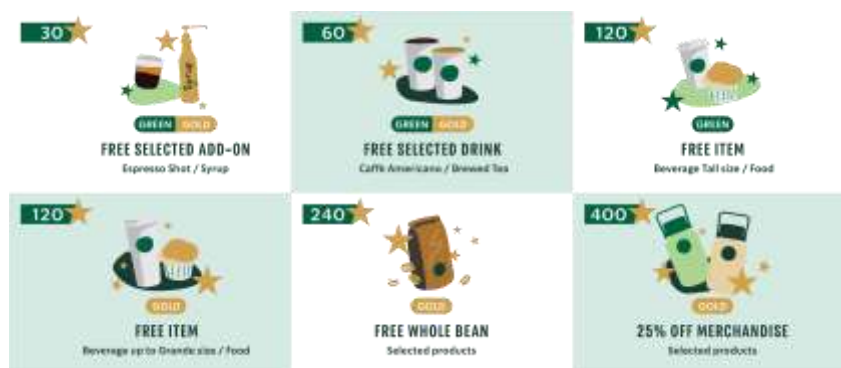 30
60
120
GREEN GOLD
FREE SELECTED ADD-ON
Espresso Shot / Syrup
GREEN GOLD
FREE SELECTED DRINK
Caffè Americano / Brewed Tea
GREEN
FREE ITEM
Beverage Tall size / Food
Syrup
120
240
400
GOLD
FREE ITEM
Beverage up to Grande size / Food
GOLD
FREE WHOLE BEAN
Selected products
GOLD
25% OFF MERCHANDISE
Selected products